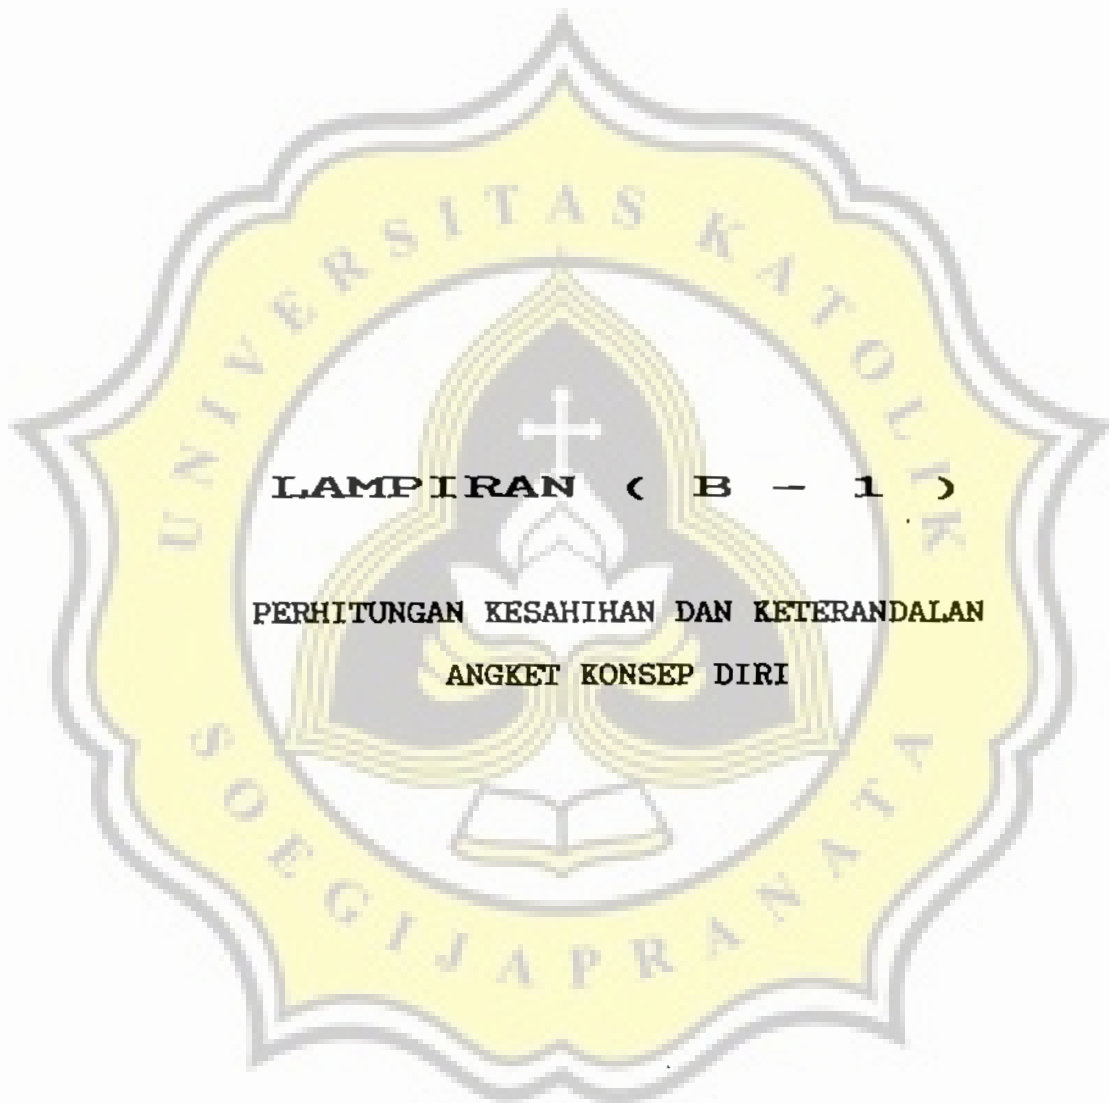 UNIVERSITAS KATOLIK
LAMPIRAN ( B - 1 )
PERHITUNGAN KESAHIHAN DAN KETERANDALAN
ANGKET KONSEP DIRI
SOEGIJAPRANATA